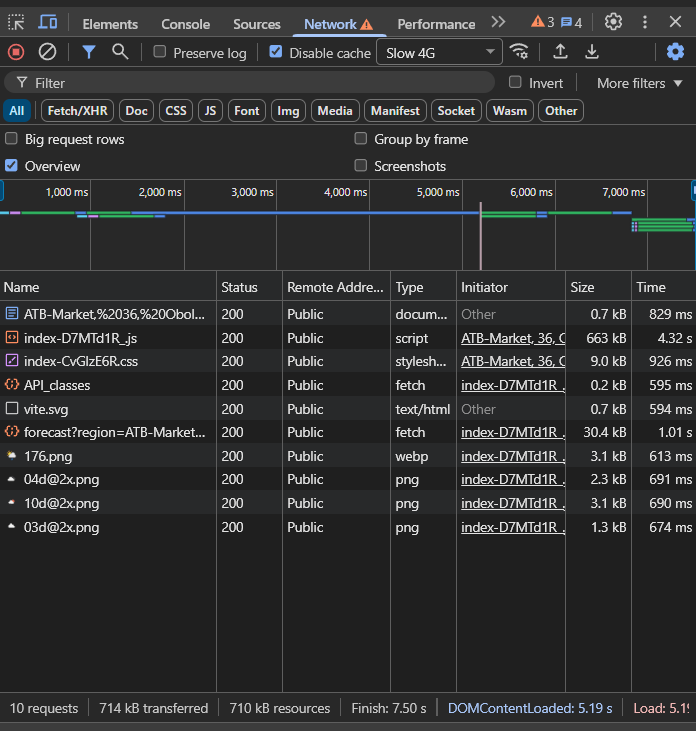 Elements Console Sources Network Performance 3 4
Preserve log Disable cache Slow 4G
Filter Invert More filters
All Fetch/XHR Doc CSS JS Font Img Media Manifest Socket Wasm Other
Big request rows Group by frame
Overview Screenshots
1,000 ms 2,000 ms 3,000 ms 4,000 ms 5,000 ms 6,000 ms 7,000 ms
Name Status Remote Addre... Type Initiator Size Time
ATB-Market,%2036,%20Obol... 200 Public docum... Other 0.7 kB 829 ms
index-D7MTd1R_.js 200 Public script ATB-Market, 36, O 663 kB 4.32 s
index-CvGlzE6R.css 200 Public stylesh... ATB-Market, 36, O 9.0 kB 926 ms
API_classes 200 Public fetch index-D7MTd1R_. 0.2 kB 595 ms
vite.svg 200 Public text/html Other 0.7 kB 594 ms
forecast?region=ATB-Market... 200 Public fetch index-D7MTd1R_. 30.4 kB 1.01 s
176.png 200 Public webp index-D7MTd1R_. 3.1 kB 613 ms
04d@2x.png 200 Public png index-D7MTd1R_. 2.3 kB 691 ms
10d@2x.png 200 Public png index-D7MTd1R_. 3.1 kB 690 ms
03d@2x.png 200 Public png index-D7MTd1R_. 1.3 kB 674 ms
10 requests 714 kB transferred 710 kB resources Finish: 7.50 s DOMContentLoaded: 5.19 s Load: 5.19